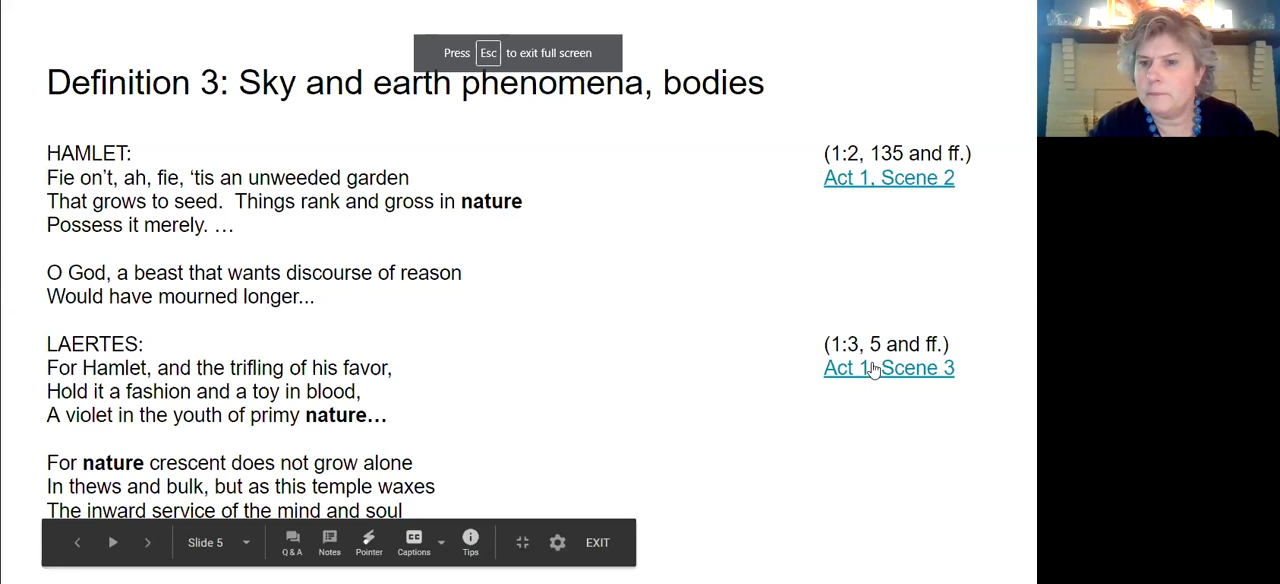 Press Esc to exit full screen
Definition 3: Sky and earth phenomena, bodies
HAMLET:
(1:2, 135 and ff.)
Fie on’t, ah, fie, ‘tis an unweeded garden
Act 1, Scene 2
That grows to seed.  Things rank and gross in nature
Possess it merely. …
O God, a beast that wants discourse of reason
Would have mourned longer...
LAERTES:
(1:3, 5 and ff.)
For Hamlet, and the trifling of his favor,
Act 1, Scene 3
Hold it a fashion and a toy in blood,
A violet in the youth of primy nature…
For nature crescent does not grow alone
In thews and bulk, but as this temple waxes
The inward service of the mind and soul
Slide 5
Q & A
Notes
Pointer
CC
Captions
Tips
EXIT